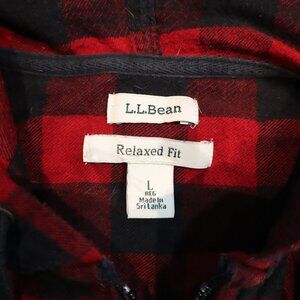 L.L.Bean
Relaxed Fit
L
REG
Made in
Sri Lanka